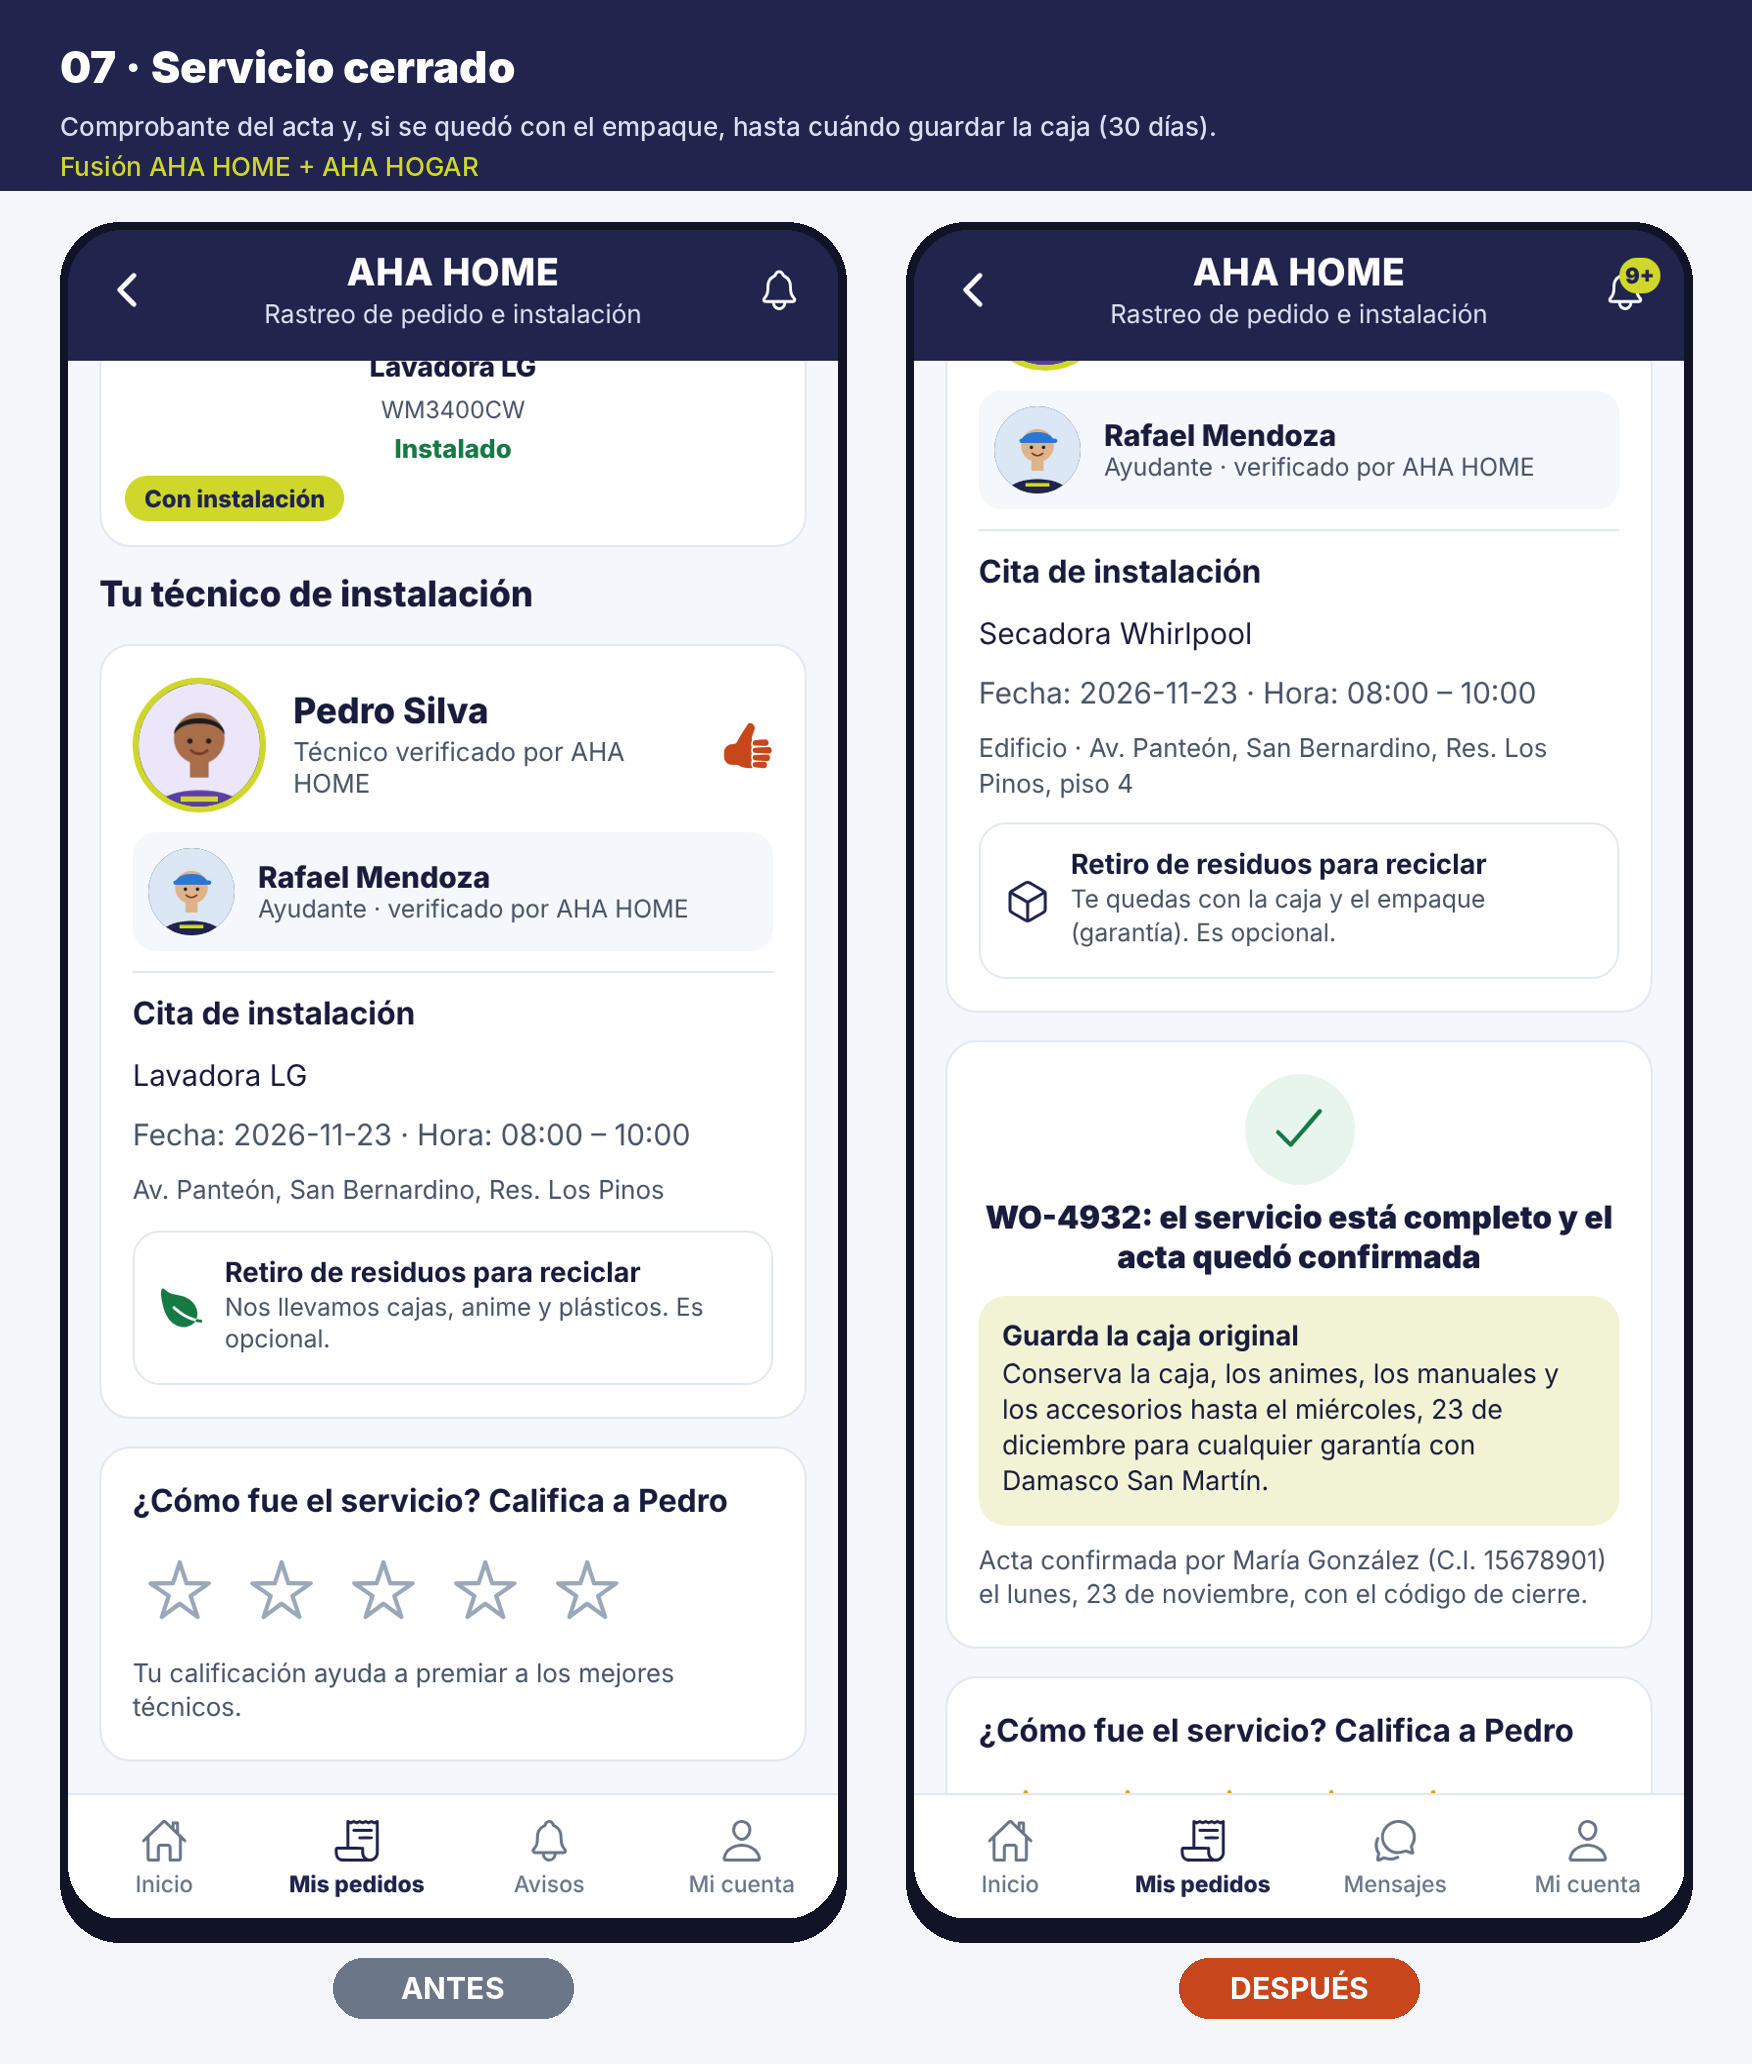 07 · Servicio cerrado
Comprobante del acta y, si se quedó con el empaque, hasta cuándo guardar la caja (30 días).
Fusión AHA HOME + AHA HOGAR
AHA HOME
Rastreo de pedido e instalación
Lavadora LG
WM3400CW
Instalado
Con instalación
Tu técnico de instalación
Pedro Silva
Técnico verificado por AHA
HOME
Rafael Mendoza
Ayudante · verificado por AHA HOME
Cita de instalación
Lavadora LG
Fecha: 2026-11-23 · Hora: 08:00 – 10:00
Av. Panteón, San Bernardino, Res. Los Pinos
Retiro de residuos para reciclar
Nos llevamos cajas, anime y plásticos. Es
opcional.
¿Cómo fue el servicio? Califica a Pedro
Tu calificación ayuda a premiar a los mejores
técnicos.
Inicio
Mis pedidos
Avisos
Mi cuenta
ANTES
AHA HOME
Rastreo de pedido e instalación
9+
Rafael Mendoza
Ayudante · verificado por AHA HOME
Cita de instalación
Secadora Whirlpool
Fecha: 2026-11-23 · Hora: 08:00 – 10:00
Edificio · Av. Panteón, San Bernardino, Res. Los
Pinos, piso 4
Retiro de residuos para reciclar
Te quedas con la caja y el empaque
(garantía). Es opcional.
WO-4932: el servicio está completo y el
acta quedó confirmada
Guarda la caja original
Conserva la caja, los animes, los manuales y
los accesorios hasta el miércoles, 23 de
diciembre para cualquier garantía con
Damasco San Martín.
Acta confirmada por María González (C.I. 15678901)
el lunes, 23 de noviembre, con el código de cierre.
¿Cómo fue el servicio? Califica a Pedro
Inicio
Mis pedidos
Mensajes
Mi cuenta
DESPUÉS